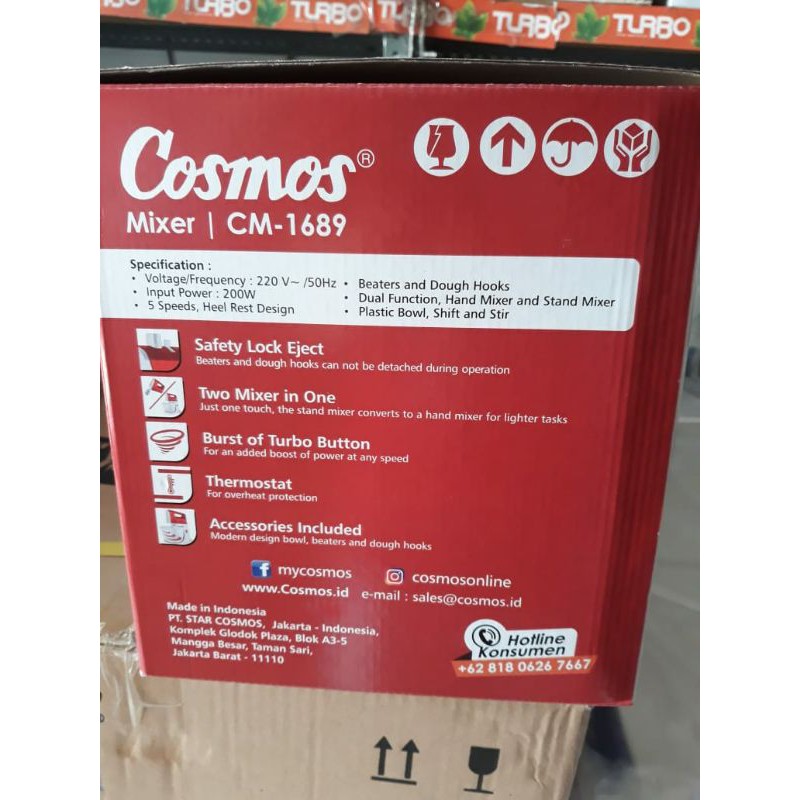 TURBO
TURBO
TURBO
TURBO
Cosmos®
Mixer | CM-1689
Specification :
• Voltage/Frequency : 220 V~ /50Hz
• Input Power : 200W
• 5 Speeds, Heel Rest Design
• Beaters and Dough Hooks
• Dual Function, Hand Mixer and Stand Mixer
• Plastic Bowl, Shift and Stir
Safety Lock Eject
Beaters and dough hooks can not be detached during operation
Two Mixer in One
Just one touch, the stand mixer converts to a hand mixer for lighter tasks
Burst of Turbo Button
For an added boost of power at any speed
Thermostat
For overheat protection
Accessories Included
Modern design bowl, beaters and dough hooks
mycosmos
cosmosonline
www.Cosmos.id e-mail : sales@cosmos.id
Made in Indonesia
PT. STAR COSMOS, Jakarta - Indonesia,
Komplek Glodok Plaza, Blok A3-5
Mangga Besar, Taman Sari,
Jakarta Barat - 11110
Hotline
Konsumen
+62 818 0626 7667